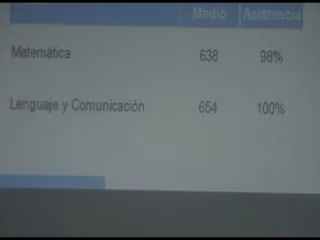 Medio Asistencia
Matemática 638 98%
Lenguaje y Comunicación 654 100%